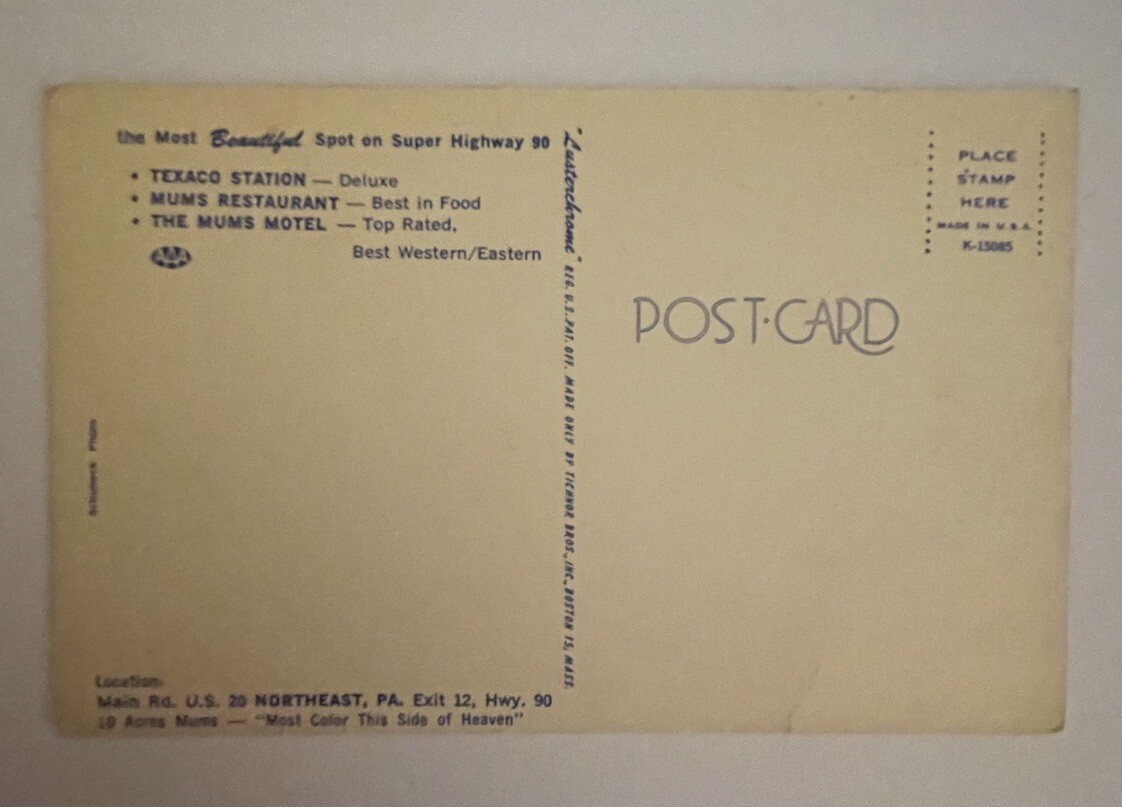 the Most Beautiful Spot on Super Highway 90
• TEXACO STATION — Deluxe
• MUMS RESTAURANT — Best in Food
• THE MUMS MOTEL — Top Rated,
Best Western/Eastern
AAA
Location:
Main Rd. U.S. 20 NORTHEAST, PA. Exit 12, Hwy. 90
10 Acres Mums — "Most Color This Side of Heaven"
"Lusterchrome" REG. U.S. PAT. OFF. MADE ONLY BY TICHNOR BROS., INC., BOSTON 15, MASS.
PLACE
STAMP
HERE
MADE IN U.S.A.
K-15085
POST·CARD